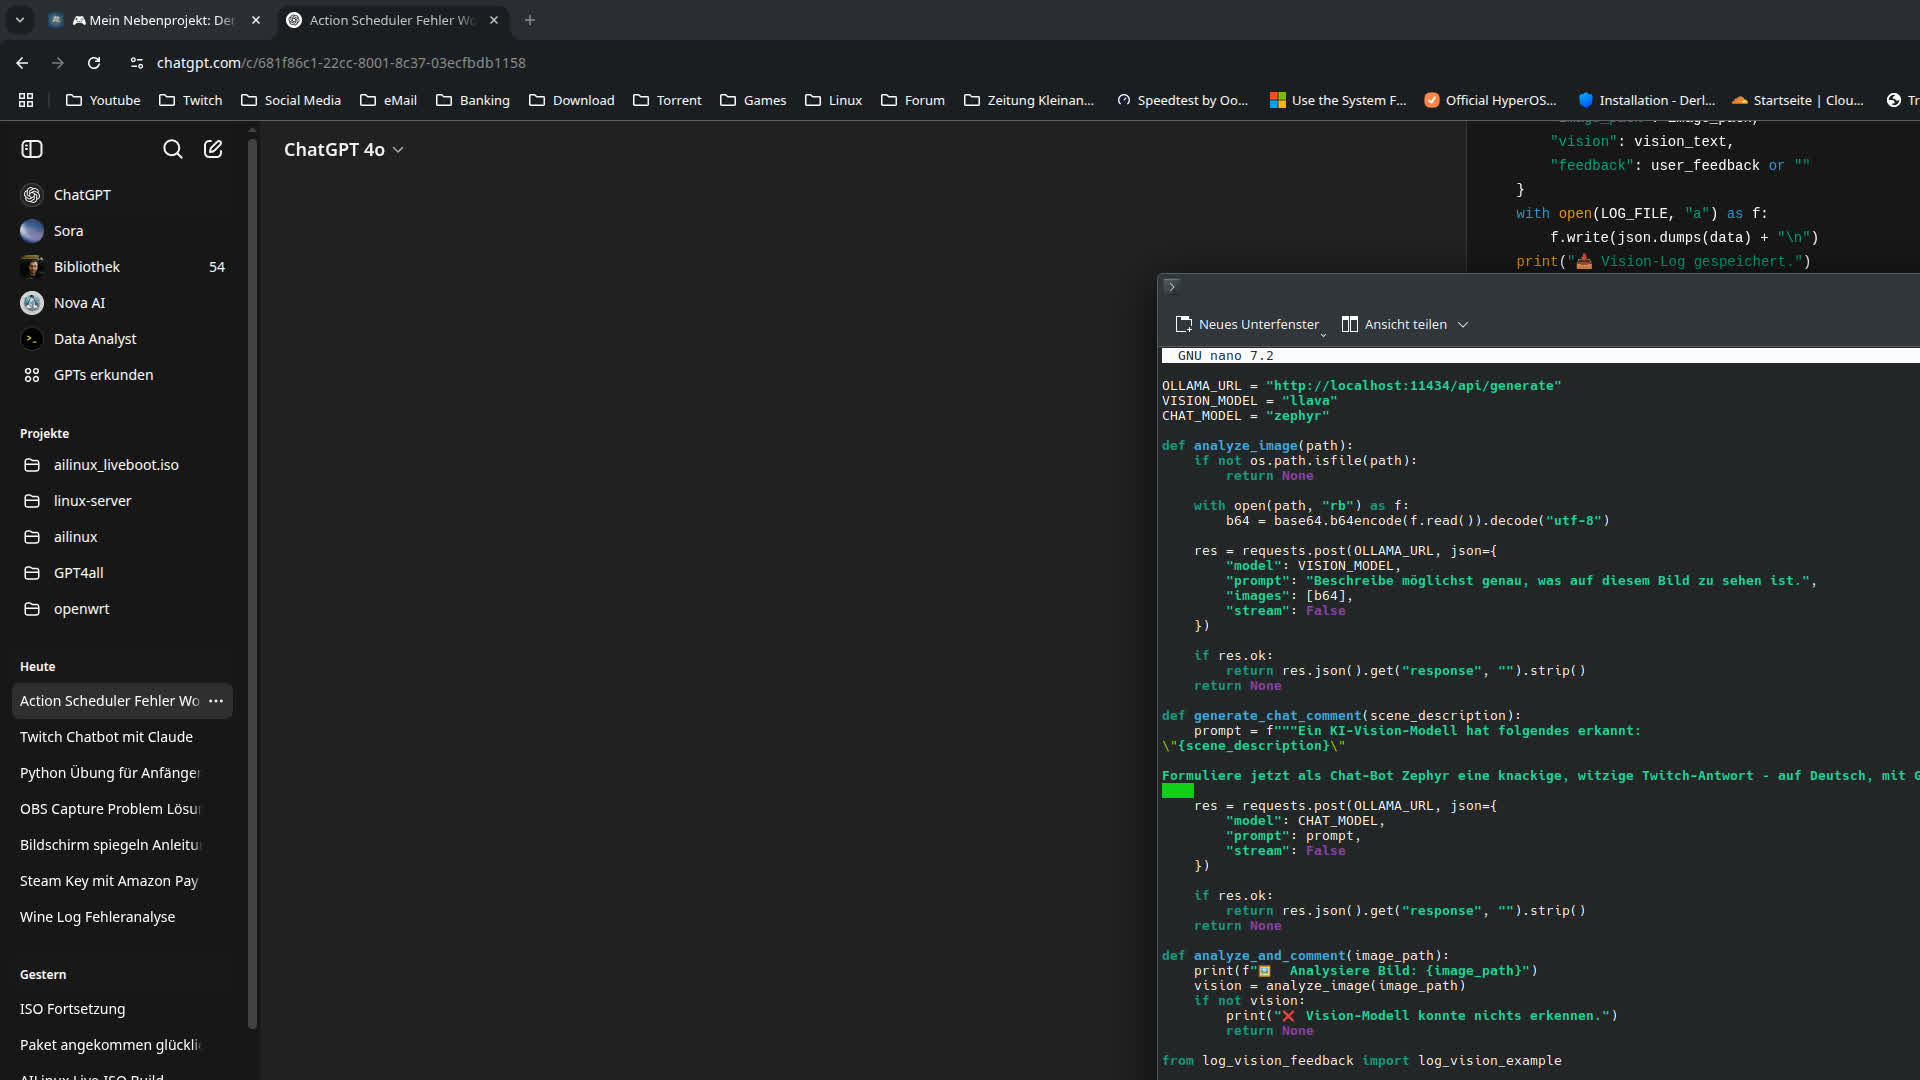 🎮 Mein Nebenprojekt: De
Action Scheduler Fehler Wo
chatgpt.com/c/681f86c1-22cc-8001-8c37-03ecfbdb1158
Youtube
Twitch
Social Media
eMail
Banking
Download
Torrent
Games
Linux
Forum
Zeitung Kleinan...
Speedtest by Oo...
Use the System F...
Official HyperOS...
Installation - Derl...
Startseite | Clou...
Tr
ChatGPT
Sora
Bibliothek 54
Nova AI
Data Analyst
GPTs erkunden
Projekte
ailinux_liveboot.iso
linux-server
ailinux
GPT4all
openwrt
Heute
Action Scheduler Fehler Wo ...
Twitch Chatbot mit Claude
Python Übung für Anfänger
OBS Capture Problem Lösu
Bildschirm spiegeln Anleitu
Steam Key mit Amazon Pay
Wine Log Fehleranalyse
Gestern
ISO Fortsetzung
Paket angekommen glückli
AILinux Live ISO Build
ChatGPT 4o
"image_path": image_path,
"vision": vision_text,
"feedback": user_feedback or ""
}
with open(LOG_FILE, "a") as f:
f.write(json.dumps(data) + "\n")
print("📥 Vision-Log gespeichert.")
Neues Unterfenster
Ansicht teilen
GNU nano 7.2
OLLAMA_URL = "http://localhost:11434/api/generate"
VISION_MODEL = "llava"
CHAT_MODEL = "zephyr"
def analyze_image(path):
if not os.path.isfile(path):
return None
with open(path, "rb") as f:
b64 = base64.b64encode(f.read()).decode("utf-8")
res = requests.post(OLLAMA_URL, json={
"model": VISION_MODEL,
"prompt": "Beschreibe möglichst genau, was auf diesem Bild zu sehen ist.",
"images": [b64],
"stream": False
})
if res.ok:
return res.json().get("response", "").strip()
return None
def generate_chat_comment(scene_description):
prompt = f"""Ein KI-Vision-Modell hat folgendes erkannt:
\"{scene_description}\"
Formuliere jetzt als Chat-Bot Zephyr eine knackige, witzige Twitch-Antwort - auf Deutsch, mit G
res = requests.post(OLLAMA_URL, json={
"model": CHAT_MODEL,
"prompt": prompt,
"stream": False
})
if res.ok:
return res.json().get("response", "").strip()
return None
def analyze_and_comment(image_path):
print(f"🖼️ Analysiere Bild: {image_path}")
vision = analyze_image(image_path)
if not vision:
print("❌ Vision-Modell konnte nichts erkennen.")
return None
from log_vision_feedback import log_vision_example